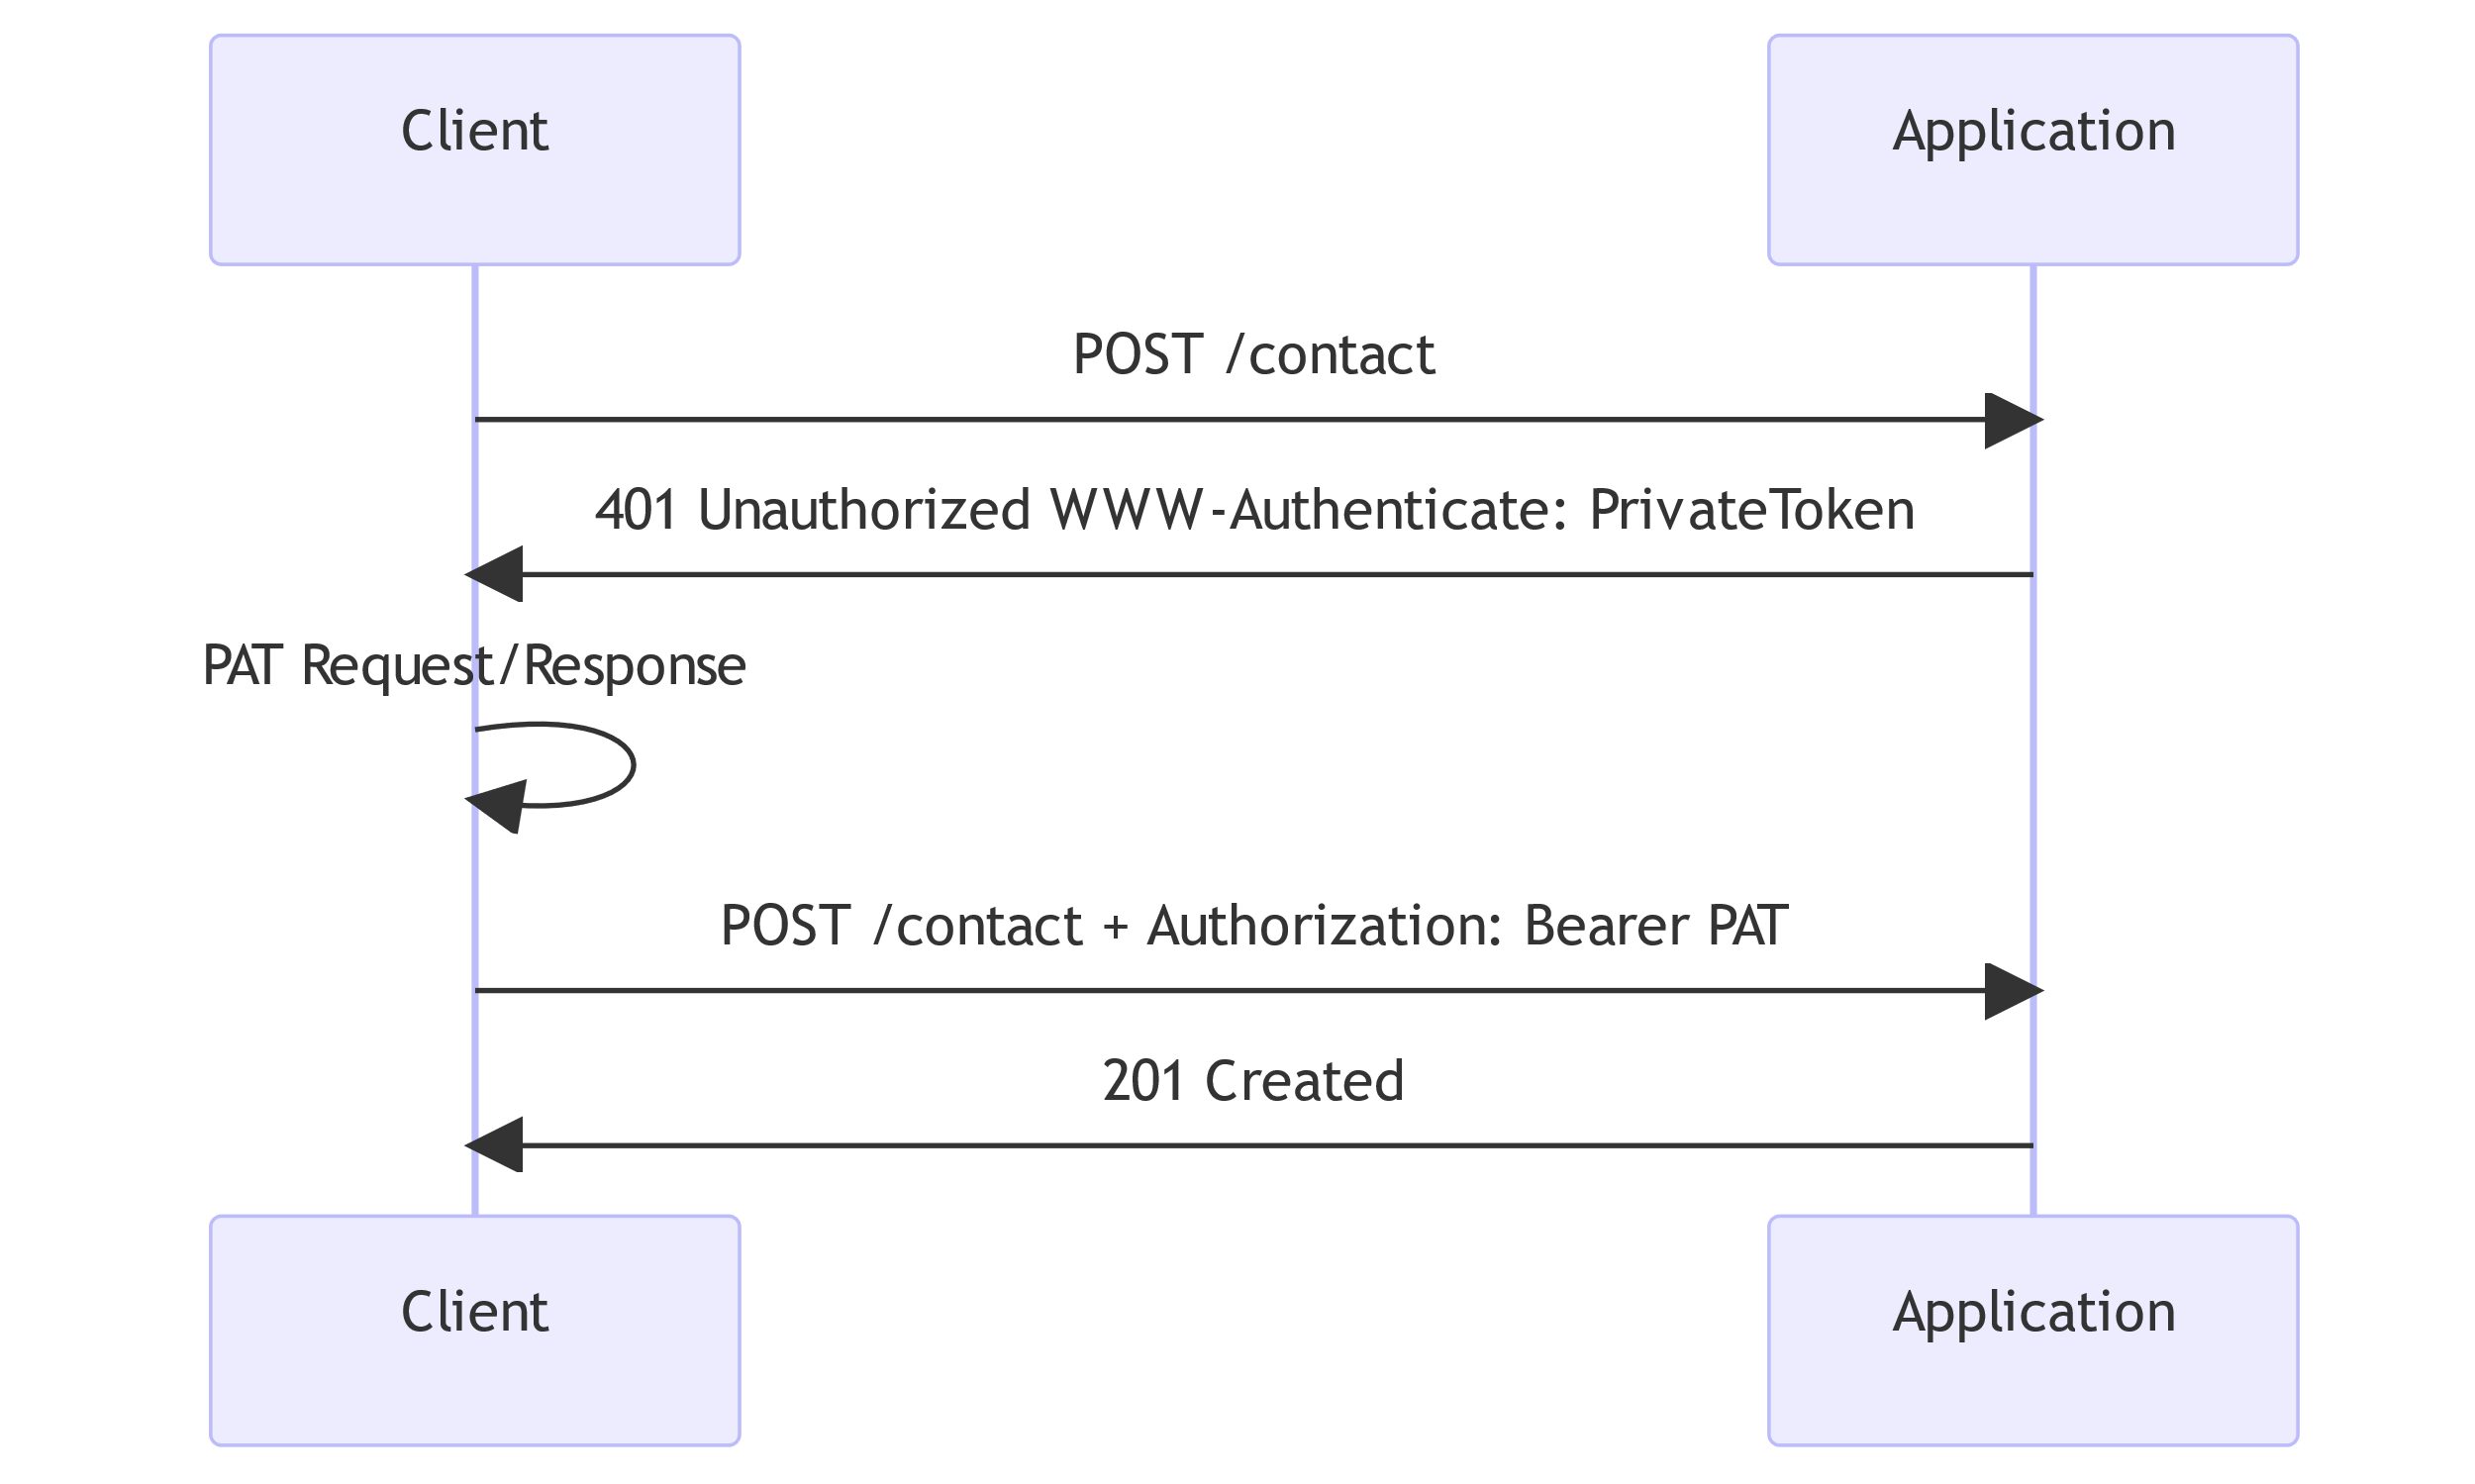 Client
Application
POST /contact
401 Unauthorized WWW-Authenticate: PrivateToken
PAT Request/Response
POST /contact + Authorization: Bearer PAT
201 Created
Client
Application